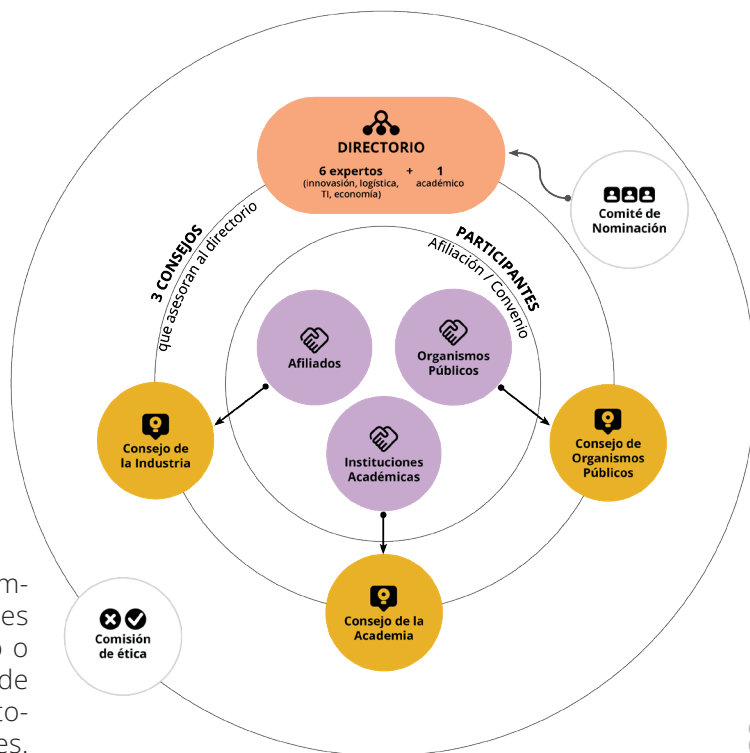 DIRECTORIO
6 expertos + 1
(innovasión, logística, académico
TI, economía)
Comité de
Nominación
3 CONSEJOS
que asesoran al directorio
PARTICIPANTES
Afiliación / Convenio
Afiliados
Organismos
Públicos
Instituciones
Académicas
Consejo de
la Industria
Consejo de
Organismos
Públicos
Consejo de la
Academia
Comisión
de ética
m-
es
o
de
to-
es.